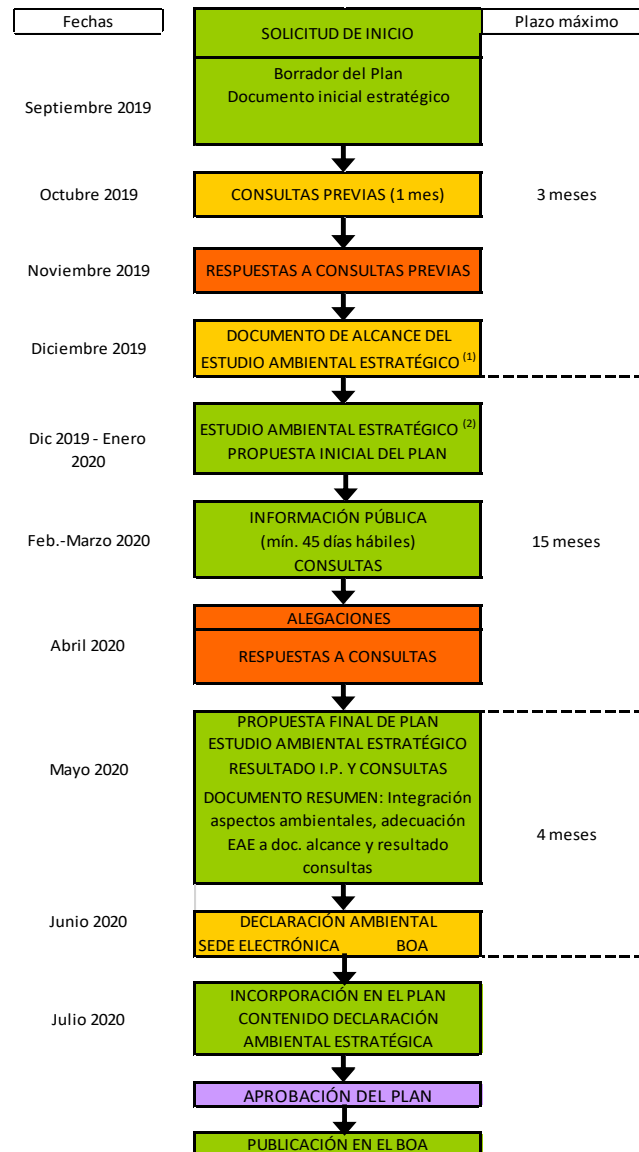 Fechas
Plazo máximo
SOLICITUD DE INICIO
Borrador del Plan
Documento inicial estratégico
Septiembre 2019
Octubre 2019
CONSULTAS PREVIAS (1 mes)
3 meses
Noviembre 2019
RESPUESTAS A CONSULTAS PREVIAS
Diciembre 2019
DOCUMENTO DE ALCANCE DEL
ESTUDIO AMBIENTAL ESTRATÉGICO (1)
Dic 2019 - Enero
2020
ESTUDIO AMBIENTAL ESTRATÉGICO (2)
PROPUESTA INICIAL DEL PLAN
Feb.-Marzo 2020
INFORMACIÓN PÚBLICA
(mín. 45 días hábiles)
CONSULTAS
15 meses
Abril 2020
ALEGACIONES
RESPUESTAS A CONSULTAS
Mayo 2020
PROPUESTA FINAL DE PLAN
ESTUDIO AMBIENTAL ESTRATÉGICO
RESULTADO I.P. Y CONSULTAS
DOCUMENTO RESUMEN: Integración
aspectos ambientales, adecuación
EAE a doc. alcance y resultado
consultas
4 meses
Junio 2020
DECLARACIÓN AMBIENTAL
SEDE ELECTRÓNICA BOA
Julio 2020
INCORPORACIÓN EN EL PLAN
CONTENIDO DECLARACIÓN
AMBIENTAL ESTRATÉGICA
APROBACIÓN DEL PLAN
PUBLICACIÓN EN EL BOA